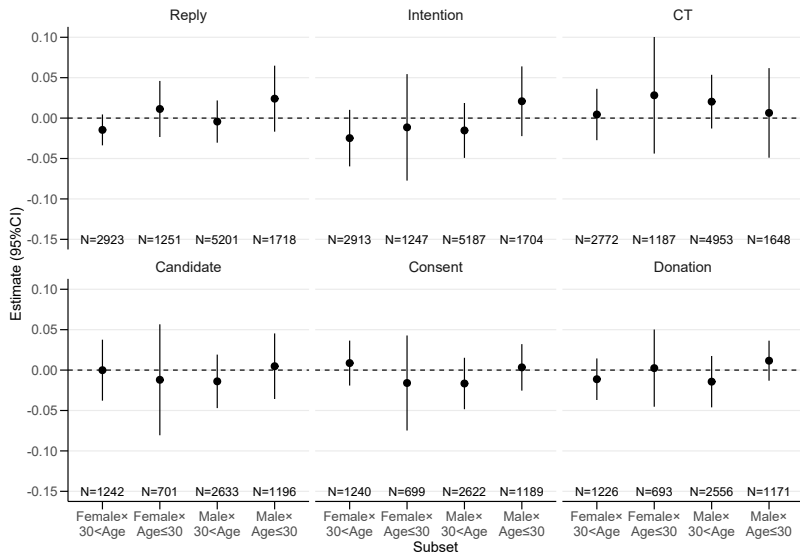 Reply Intention CT
0.10
0.05
0.00
-0.05
-0.10
-0.15
N=2923 N=1251 N=5201 N=1718 N=2913 N=1247 N=5187 N=1704 N=2772 N=1187 N=4953 N=1648
Estimate (95%CI)
Candidate Consent Donation
0.10
0.05
0.00
-0.05
-0.10
-0.15
N=1242 N=701 N=2633 N=1196 N=1240 N=699 N=2622 N=1189 N=1226 N=693 N=2556 N=1171
Female× Female× Male× Male× Female× Female× Male× Male× Female× Female× Male× Male×
30<Age Age≤30 30<Age Age≤30 30<Age Age≤30 30<Age Age≤30 30<Age Age≤30 30<Age Age≤30
Subset